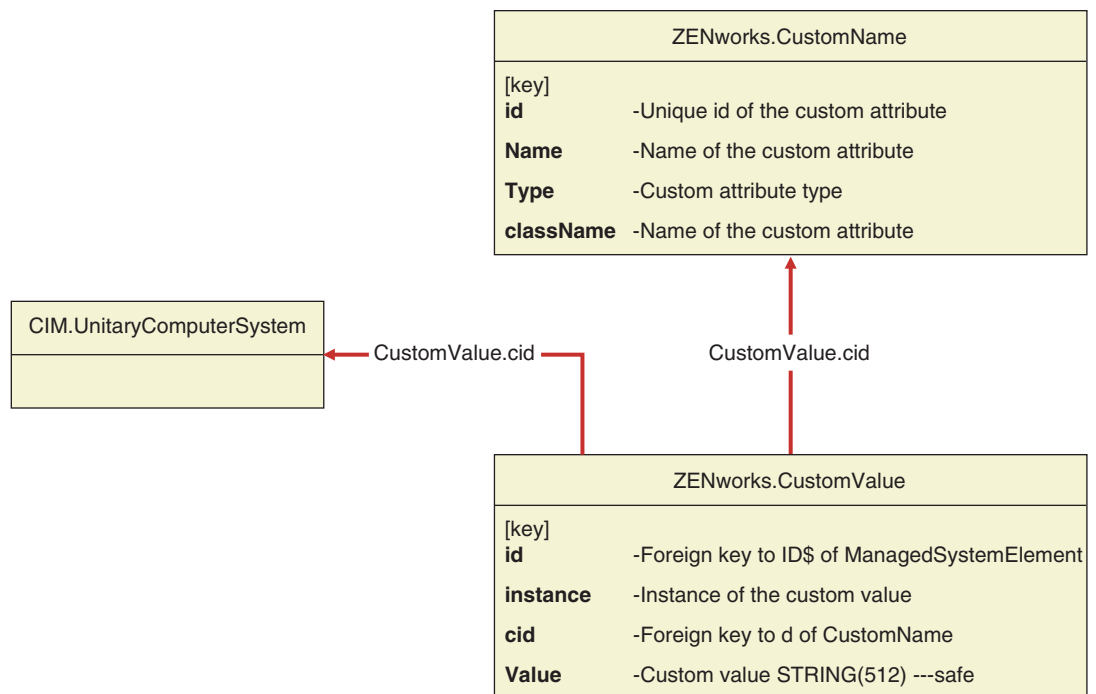 ZENworks.CustomName
[key]
id -Unique id of the custom attribute
Name -Name of the custom attribute
Type -Custom attribute type
className -Name of the custom attribute
CIM.UnitaryComputerSystem
CustomValue.cid
CustomValue.cid
ZENworks.CustomValue
[key]
id -Foreign key to ID$ of ManagedSystemElement
instance -Instance of the custom value
cid -Foreign key to d of CustomName
Value -Custom value STRING(512) ---safe